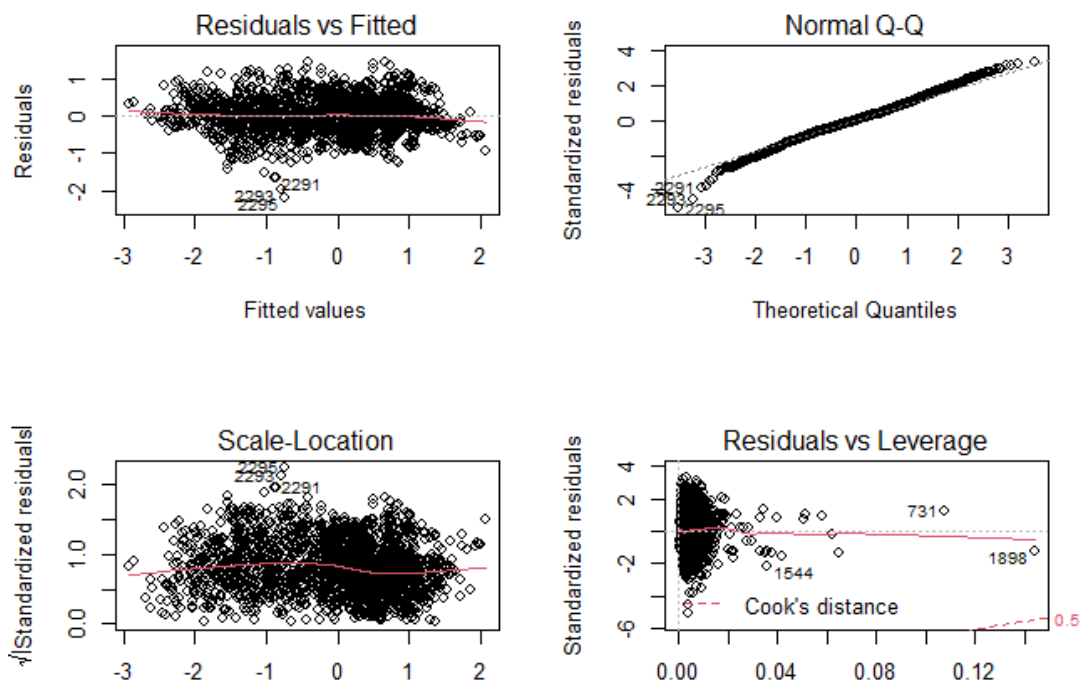 Residuals vs Fitted
Residuals
1
0
-1
-2
2291
2293
2295
-3 -2 -1 0 1 2
Fitted values
Normal Q-Q
Standardized residuals
4
2
0
-4
2291
2293
2295
-3 -2 -1 0 1 2 3
Theoretical Quantiles
Scale-Location
√|Standardized residuals|
2.0
1.0
0.0
2295
2293
2291
-3 -2 -1 0 1 2
Residuals vs Leverage
Standardized residuals
4
2
0
-2
-6
731
1898
1544
Cook's distance
0.5
0.00 0.04 0.08 0.12